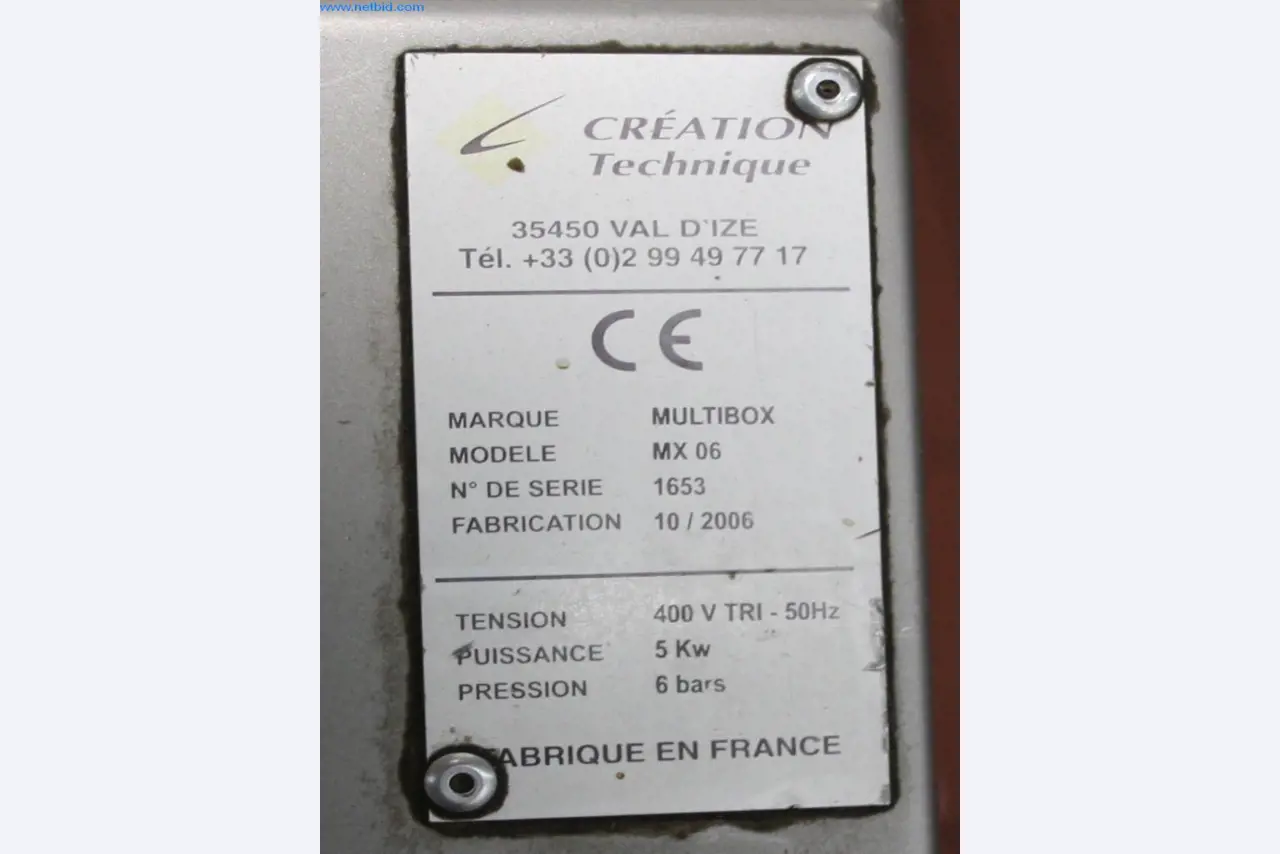 www.netbid.com
CRÉATION
Technique
35450 VAL D'IZE
Tél. +33 (0)2 99 49 77 17
CE
MARQUE MULTIBOX
MODELE MX 06
N° DE SERIE 1653
FABRICATION 10 / 2006
TENSION 400 V TRI - 50Hz
PUISSANCE 5 Kw
PRESSION 6 bars
FABRIQUE EN FRANCE